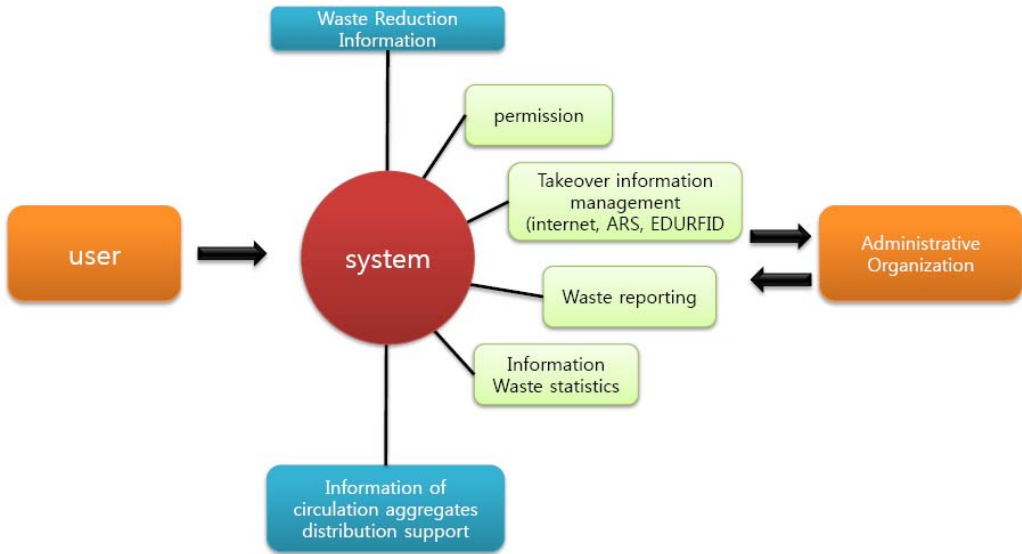 Waste Reduction
Information
permission
Takeover information
management
(internet, ARS, EDURFID
user
system
Administrative
Organization
Waste reporting
Information
Waste statistics
Information of
circulation aggregates
distribution support